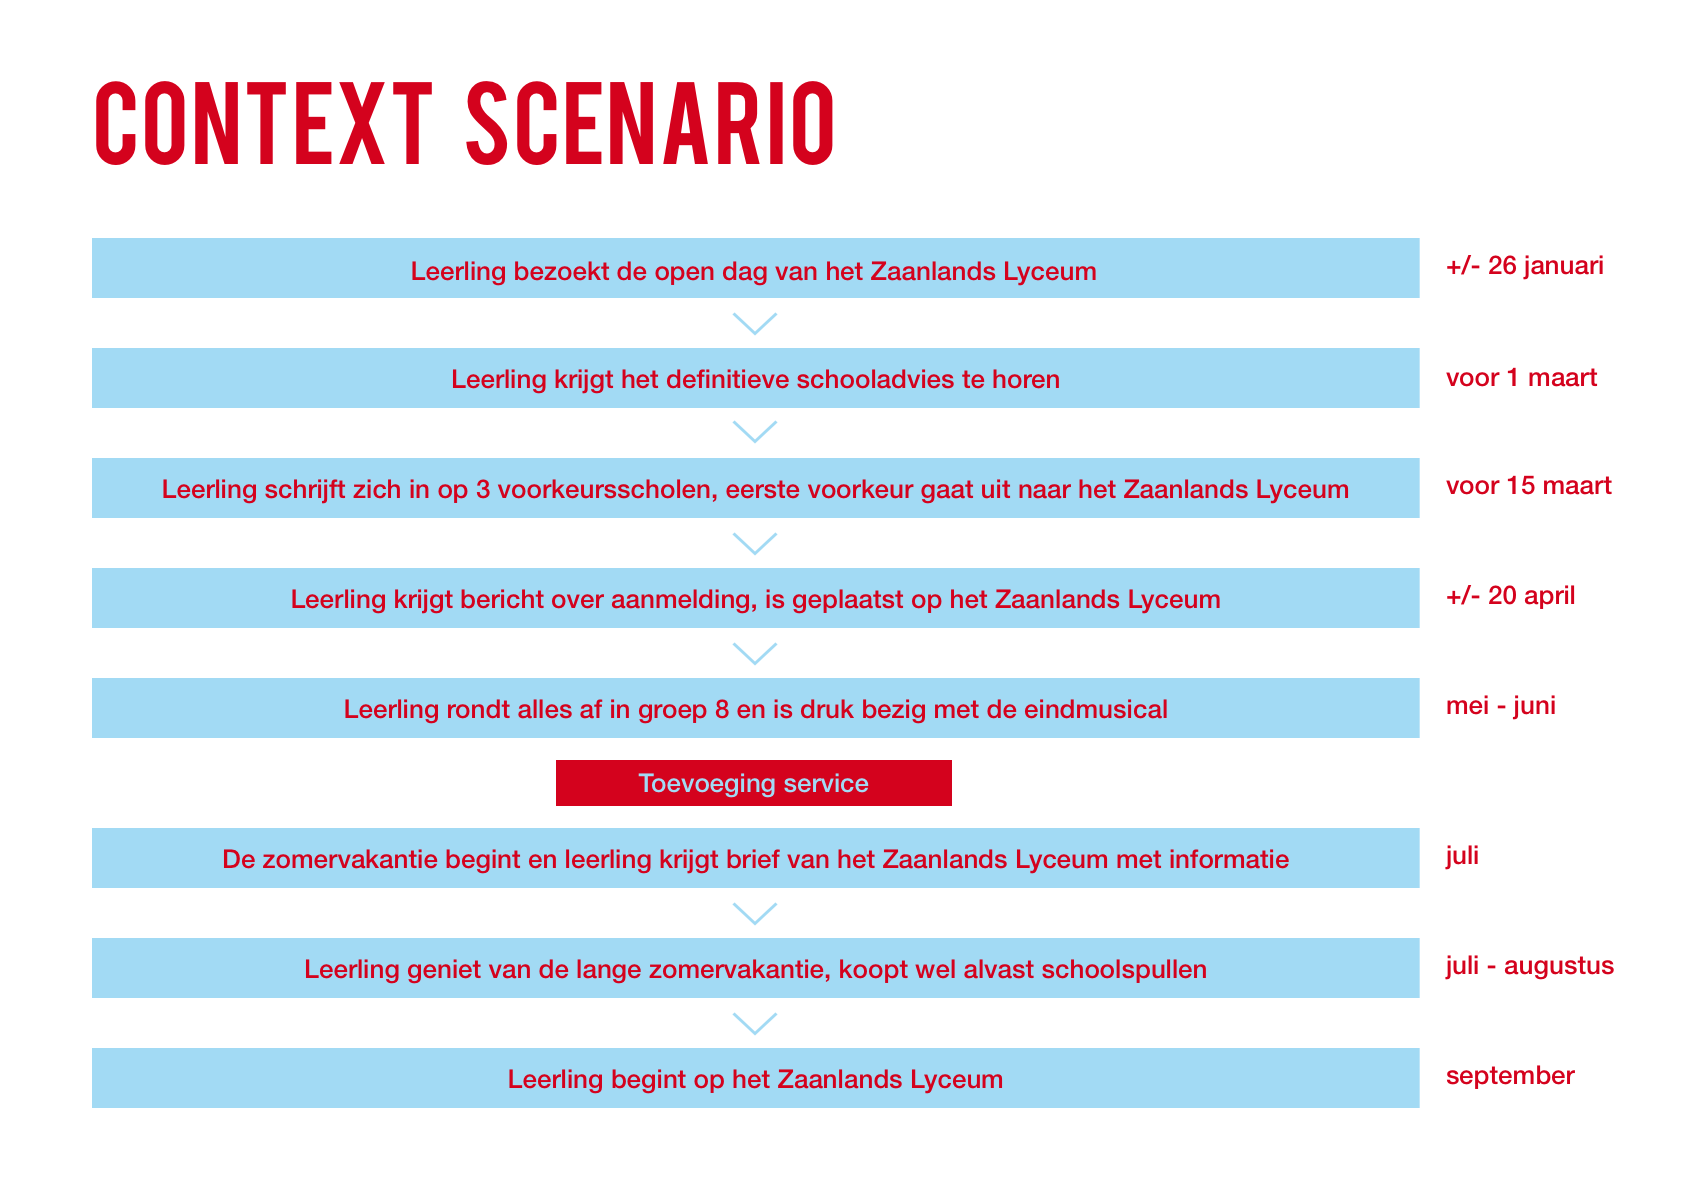 CONTEXT SCENARIO
Leerling bezoekt de open dag van het Zaanlands Lyceum
+/- 26 januari
Leerling krijgt het definitieve schooladvies te horen
voor 1 maart
Leerling schrijft zich in op 3 voorkeursscholen, eerste voorkeur gaat uit naar het Zaanlands Lyceum
voor 15 maart
Leerling krijgt bericht over aanmelding, is geplaatst op het Zaanlands Lyceum
+/- 20 april
Leerling rondt alles af in groep 8 en is druk bezig met de eindmusical
mei - juni
Toevoeging service
De zomervakantie begint en leerling krijgt brief van het Zaanlands Lyceum met informatie
juli
Leerling geniet van de lange zomervakantie, koopt wel alvast schoolspullen
juli - augustus
Leerling begint op het Zaanlands Lyceum
september